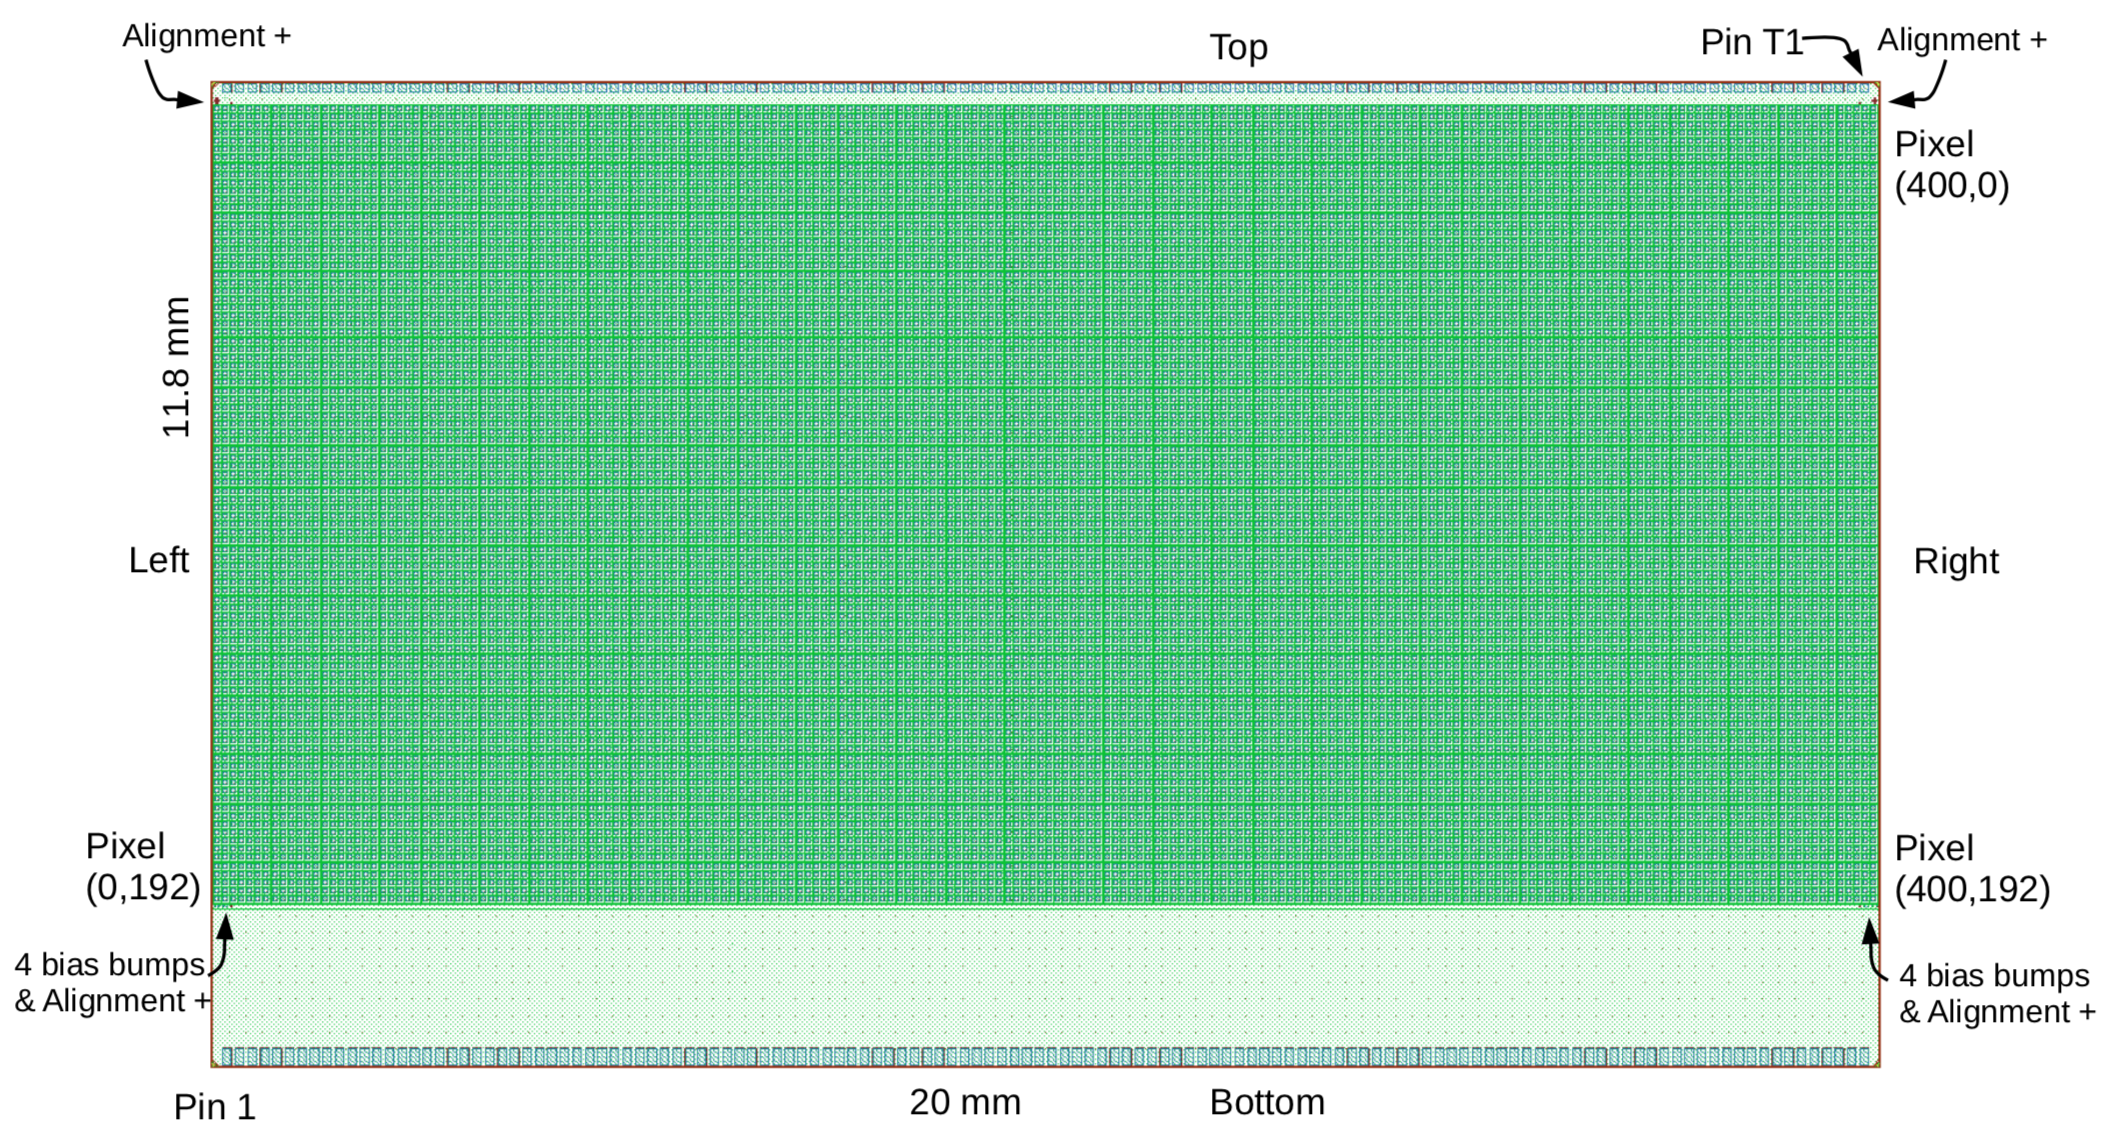 Alignment +
Top
Pin T1
Alignment +
Pixel
(400,0)
11.8 mm
Left
Right
Pixel
(0,192)
Pixel
(400,192)
4 bias bumps
& Alignment +
4 bias bumps
& Alignment +
Pin 1
20 mm
Bottom